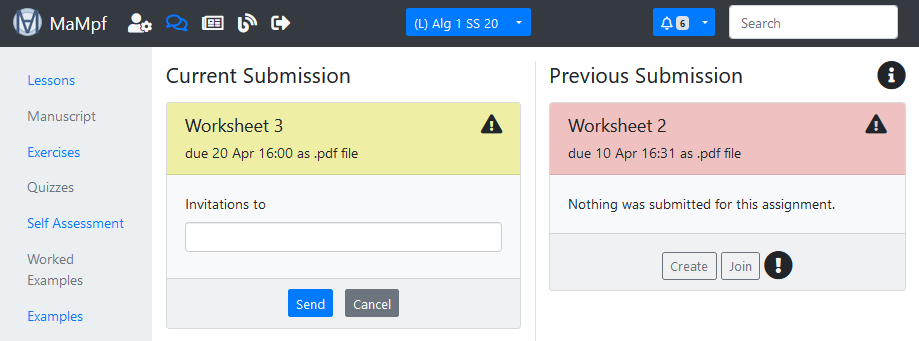 MaMpf
(L) Alg 1 SS 20
6
Search
Lessons
Manuscript
Exercises
Quizzes
Self Assessment
Worked
Examples
Examples
Current Submission
Worksheet 3
due 20 Apr 16:00 as .pdf file
Invitations to
Send Cancel
Previous Submission
Worksheet 2
due 10 Apr 16:31 as .pdf file
Nothing was submitted for this assignment.
Create Join